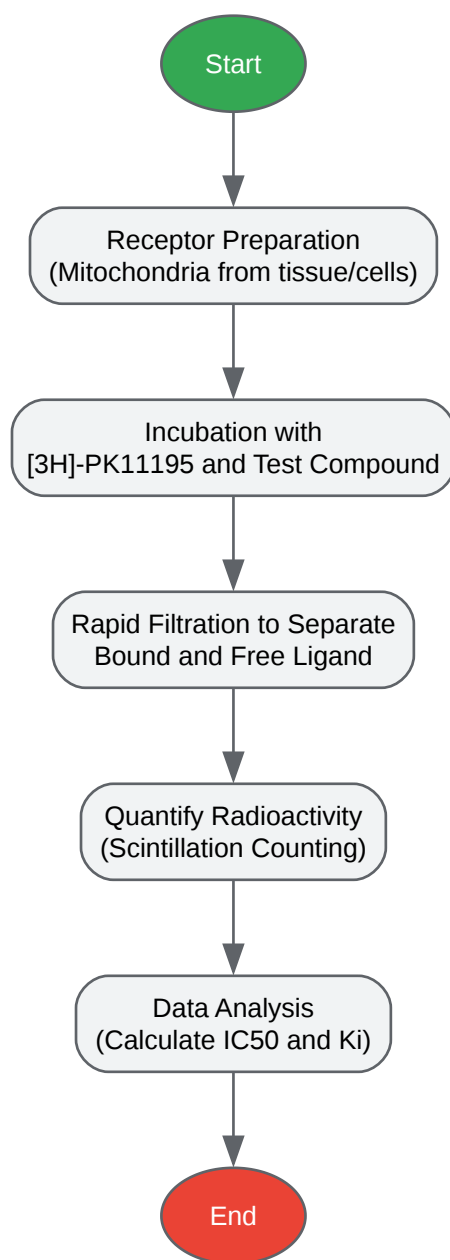 Start
Receptor Preparation
(Mitochondria from tissue/cells)
Incubation with
[3H]-PK11195 and Test Compound
Rapid Filtration to Separate
Bound and Free Ligand
Quantify Radioactivity
(Scintillation Counting)
Data Analysis
(Calculate IC50 and Ki)
End